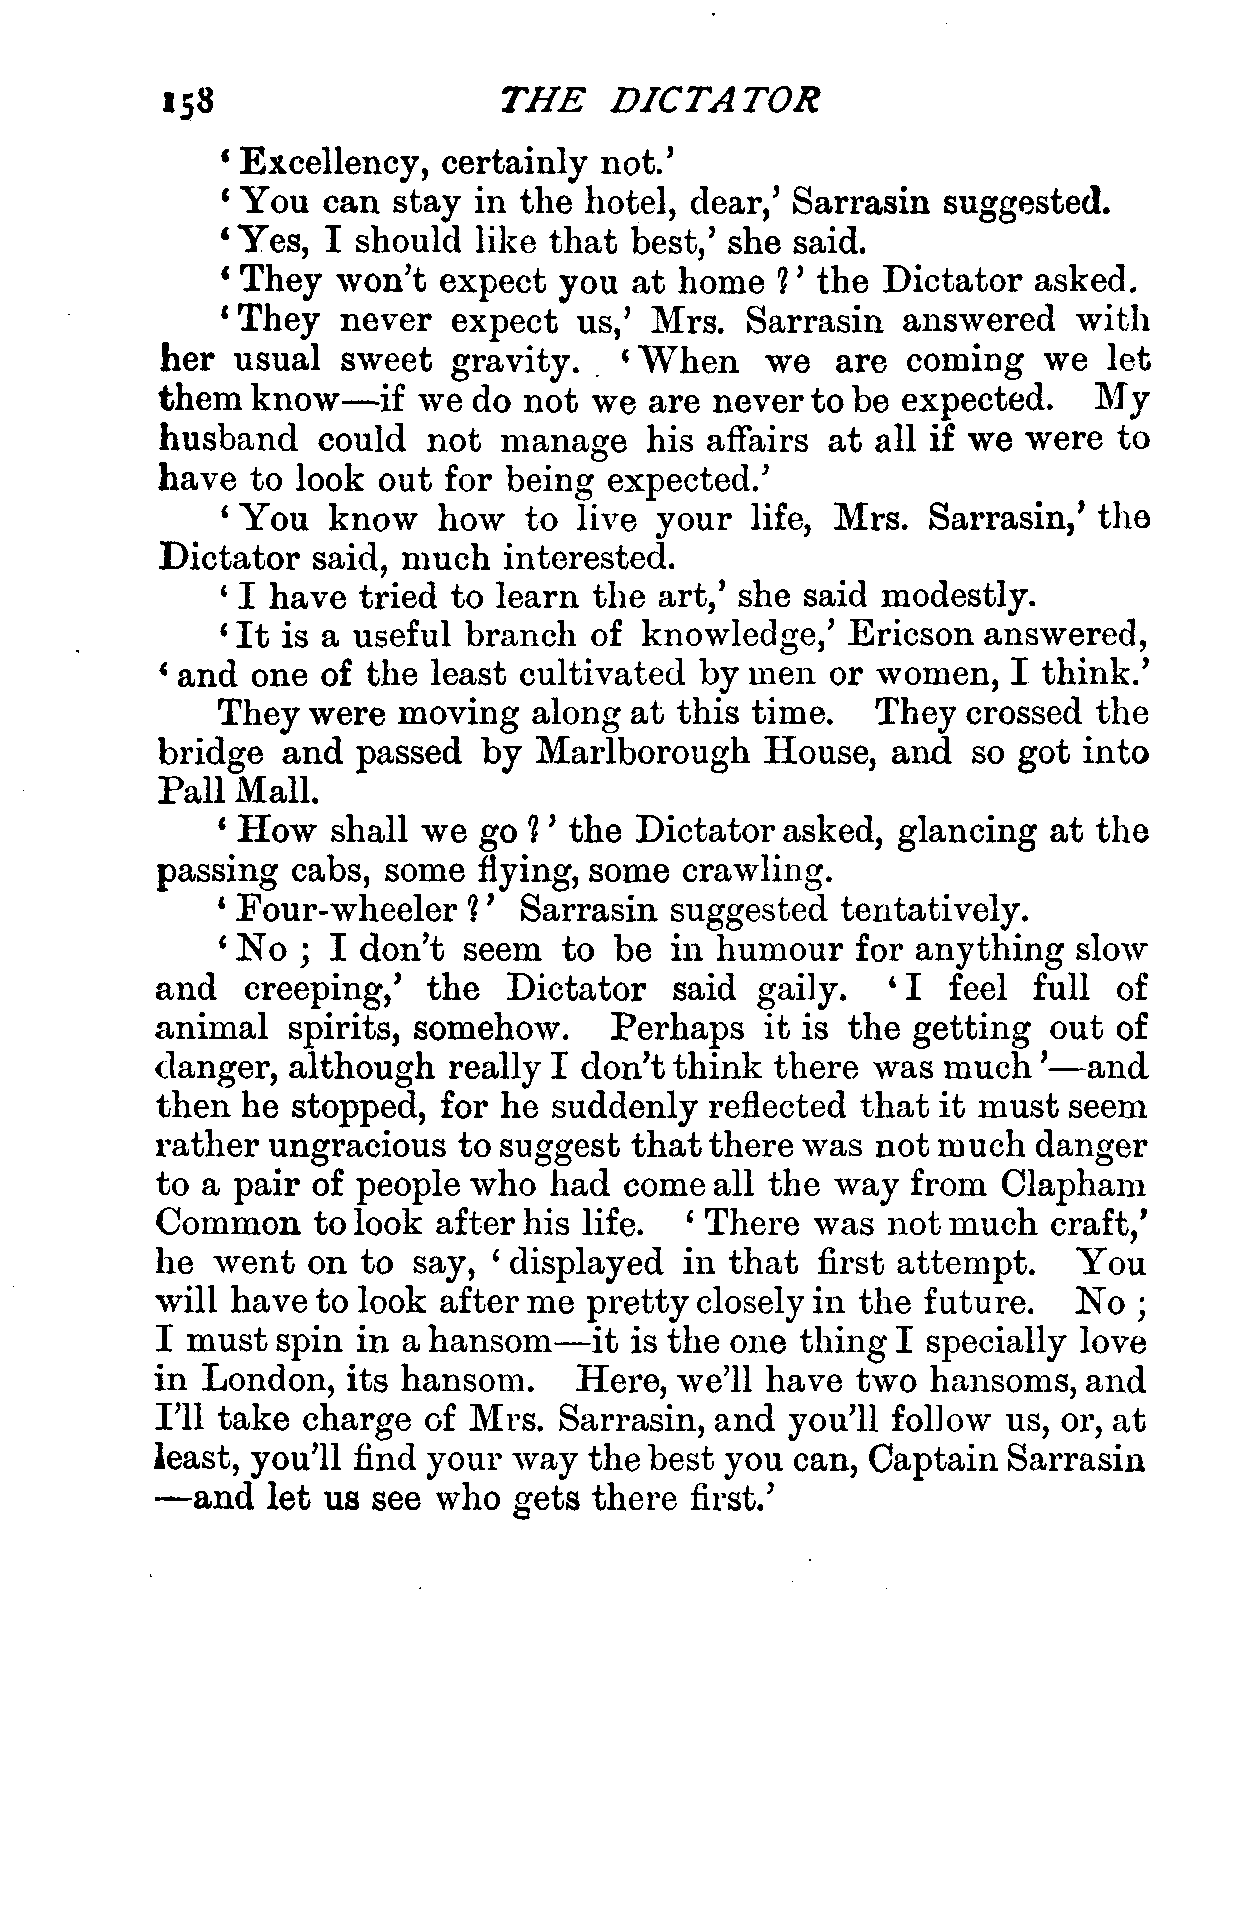 158 THE DICTATOR
‘Excellency, certainly not.’
‘You can stay in the hotel, dear,’ Sarrasin suggested.
‘Yes, I should like that best,’ she said.
‘They won’t expect you at home?’ the Dictator asked.
‘They never expect us,’ Mrs. Sarrasin answered with
her usual sweet gravity. ‘When we are coming we let
them know—if we do not we are never to be expected. My
husband could not manage his affairs at all if we were to
have to look out for being expected.’
‘You know how to live your life, Mrs. Sarrasin,’ the
Dictator said, much interested.
‘I have tried to learn the art,’ she said modestly.
‘It is a useful branch of knowledge,’ Ericson answered,
‘and one of the least cultivated by men or women, I think.’
They were moving along at this time. They crossed the
bridge and passed by Marlborough House, and so got into
Pall Mall.
‘How shall we go?’ the Dictator asked, glancing at the
passing cabs, some flying, some crawling.
‘Four-wheeler?’ Sarrasin suggested tentatively.
‘No; I don’t seem to be in humour for anything slow
and creeping,’ the Dictator said gaily. ‘I feel full of
animal spirits, somehow. Perhaps it is the getting out of
danger, although really I don’t think there was much’—and
then he stopped, for he suddenly reflected that it must seem
rather ungracious to suggest that there was not much danger
to a pair of people who had come all the way from Clapham
Common to look after his life. ‘There was not much craft,’
he went on to say, ‘displayed in that first attempt. You
will have to look after me pretty closely in the future. No;
I must spin in a hansom—it is the one thing I specially love
in London, its hansom. Here, we’ll have two hansoms, and
I’ll take charge of Mrs. Sarrasin, and you’ll follow us, or, at
least, you’ll find your way the best you can, Captain Sarrasin
—and let us see who gets there first.’